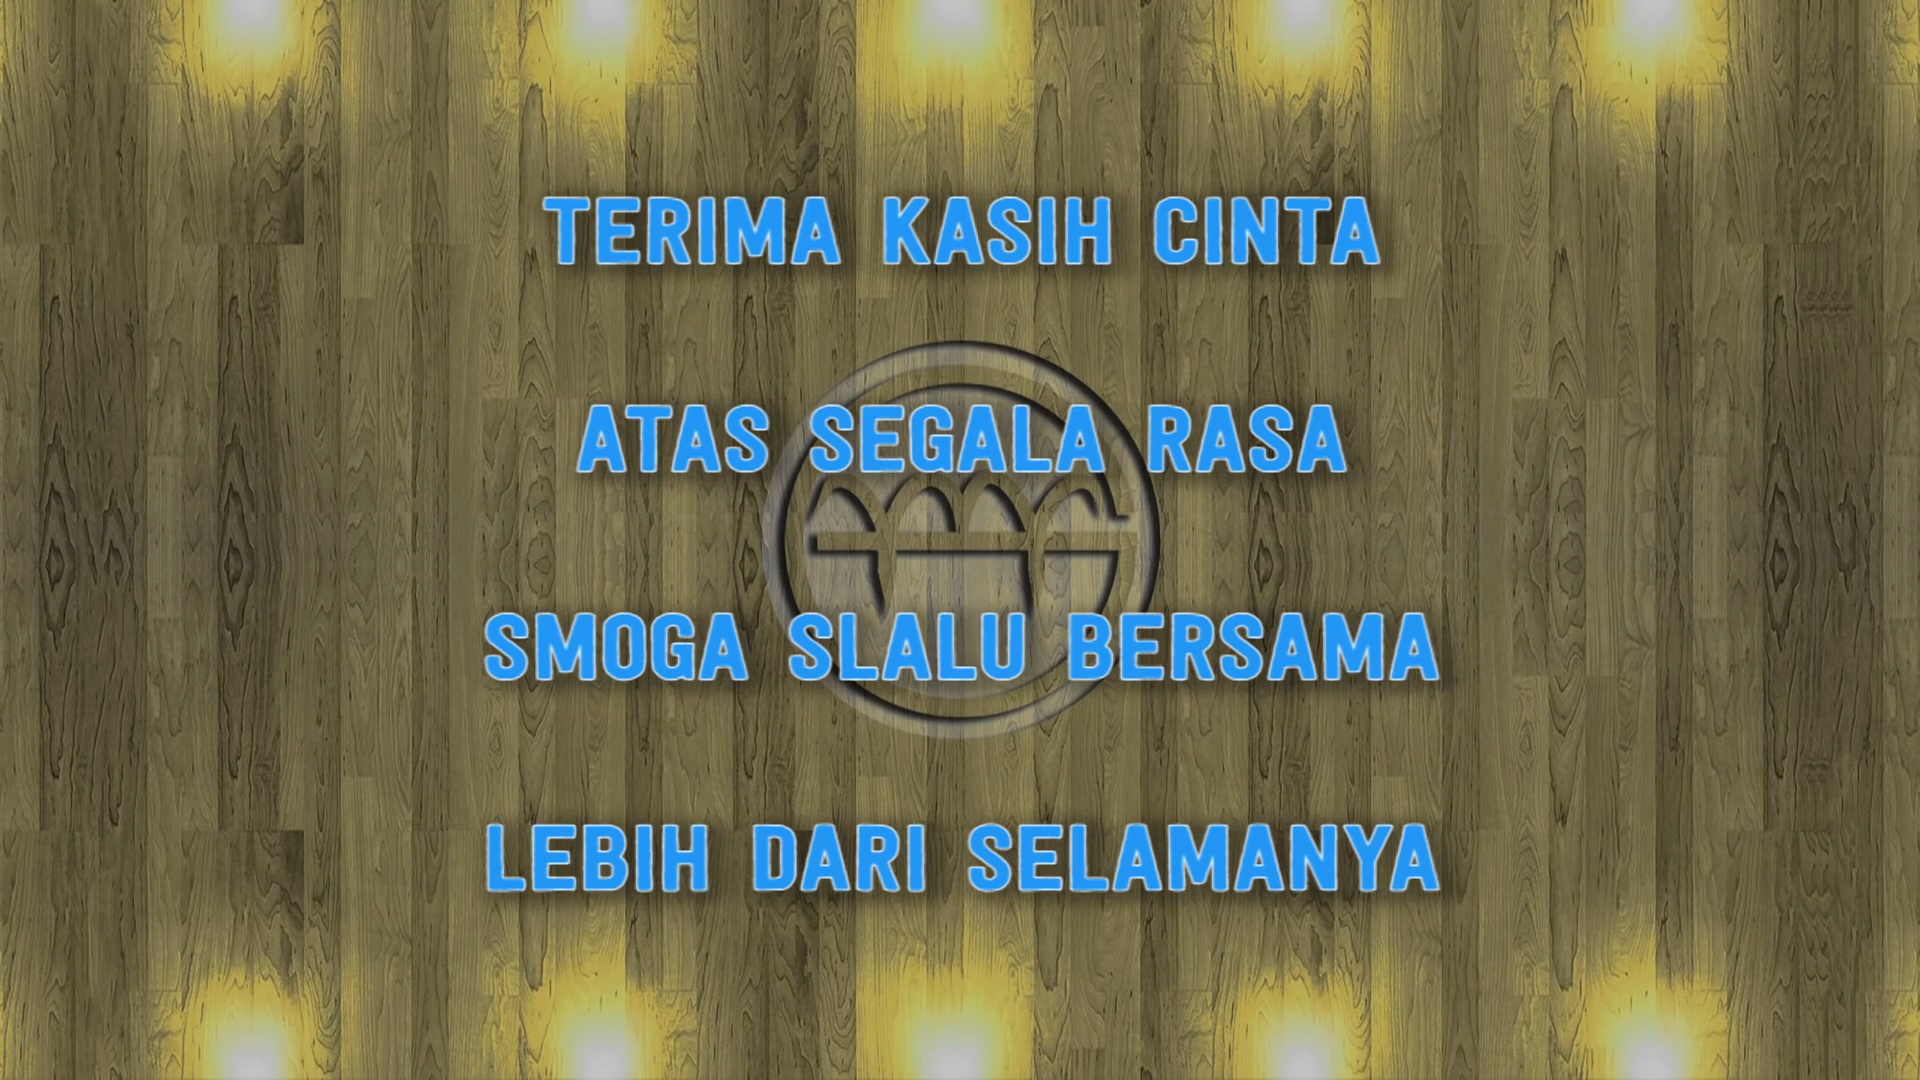 TERIMA KASIH CINTA
ATAS SEGALA RASA
SMOGA SLALU BERSAMA
LEBIH DARI SELAMANYA